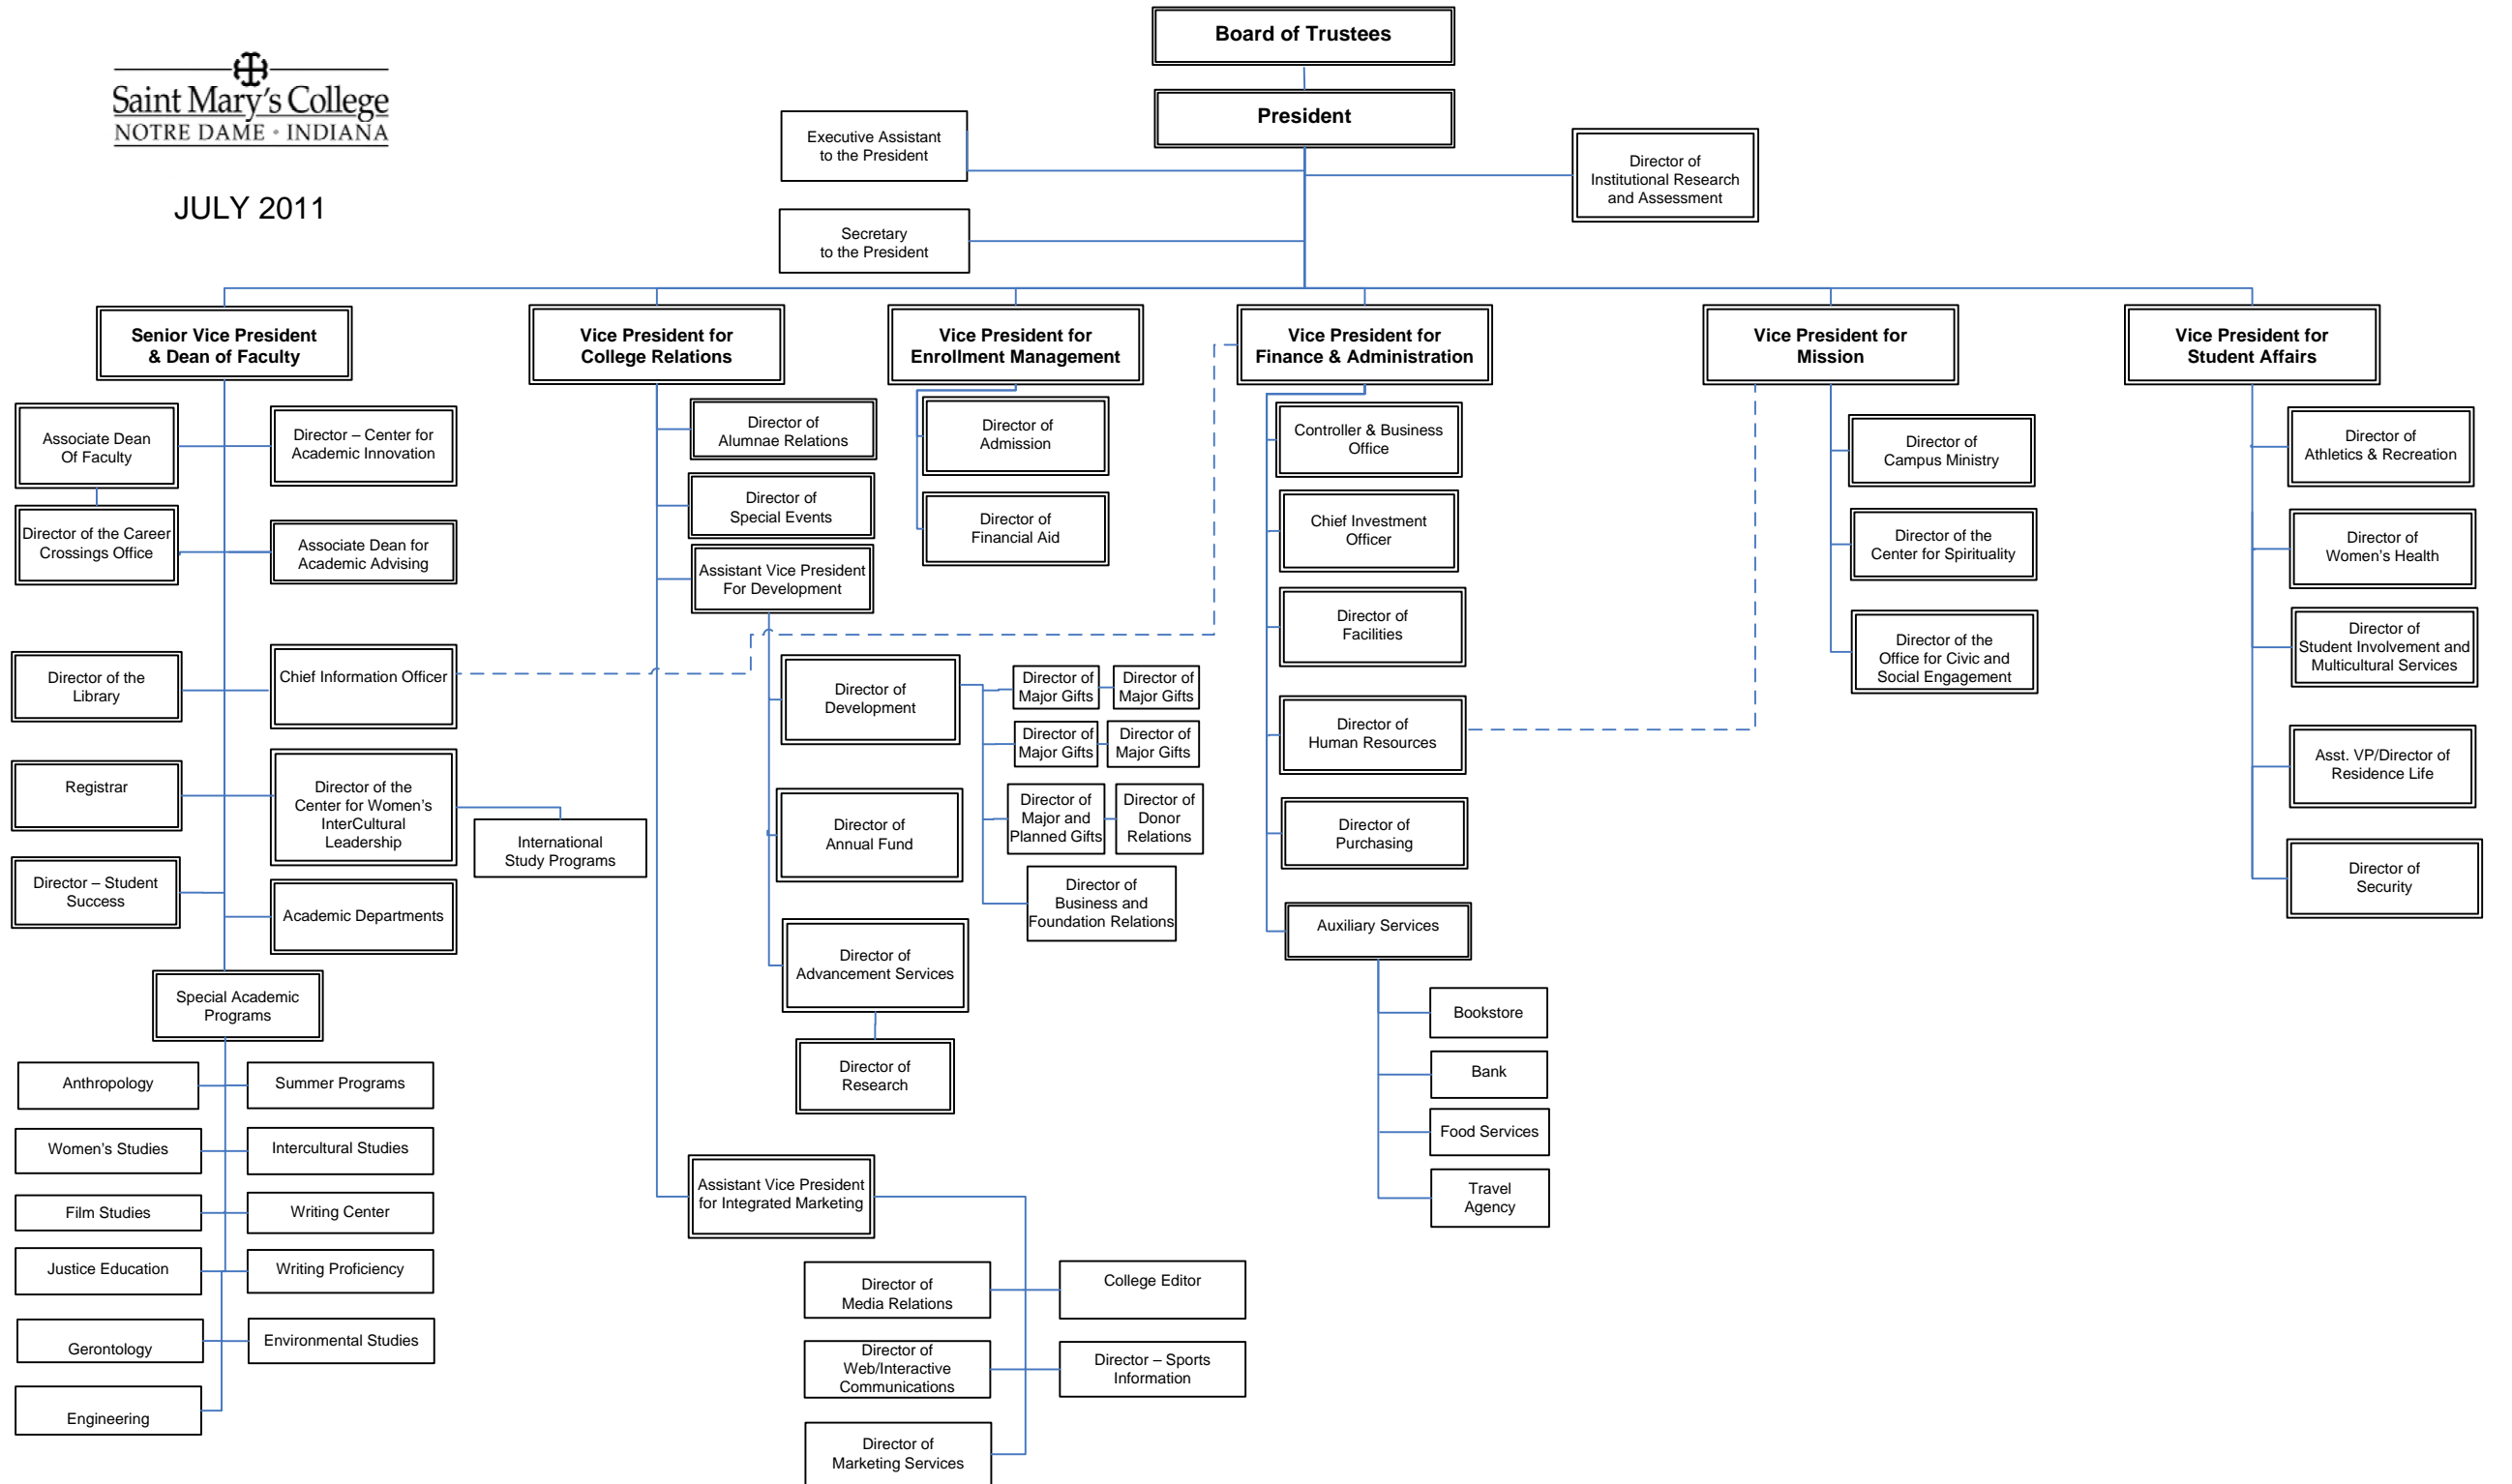 Board of Trustees
Saint Mary's College
NOTRE DAME • INDIANA
JULY 2011
President
Executive Assistant
to the President
Director of
Institutional Research
and Assessment
Secretary
to the President
Senior Vice President
& Dean of Faculty
Vice President for
College Relations
Vice President for
Enrollment Management
Vice President for
Finance & Administration
Vice President for
Mission
Vice President for
Student Affairs
Associate Dean
Of Faculty
Director – Center for
Academic Innovation
Director of the Career
Crossings Office
Associate Dean for
Academic Advising
Director of the
Library
Chief Information Officer
Registrar
Director of the
Center for Women's
InterCultural
Leadership
International
Study Programs
Director – Student
Success
Academic Departments
Special Academic
Programs
Anthropology
Summer Programs
Women's Studies
Intercultural Studies
Film Studies
Writing Center
Justice Education
Writing Proficiency
Gerontology
Environmental Studies
Engineering
Director of
Alumnae Relations
Director of
Special Events
Assistant Vice President
For Development
Director of
Development
Director of
Major Gifts
Director of
Major Gifts
Director of
Major Gifts
Director of
Major Gifts
Director of
Major and
Planned Gifts
Director of
Donor
Relations
Director of
Business and
Foundation Relations
Director of
Annual Fund
Director of
Advancement Services
Director of
Research
Assistant Vice President
for Integrated Marketing
Director of
Media Relations
College Editor
Director of
Web/Interactive
Communications
Director – Sports
Information
Director of
Marketing Services
Director of
Admission
Director of
Financial Aid
Controller & Business
Office
Chief Investment
Officer
Director of
Facilities
Director of
Human Resources
Director of
Purchasing
Auxiliary Services
Bookstore
Bank
Food Services
Travel
Agency
Director of
Campus Ministry
Director of the
Center for Spirituality
Director of the
Office for Civic and
Social Engagement
Director of
Athletics & Recreation
Director of
Women's Health
Director of
Student Involvement and
Multicultural Services
Asst. VP/Director of
Residence Life
Director of
Security